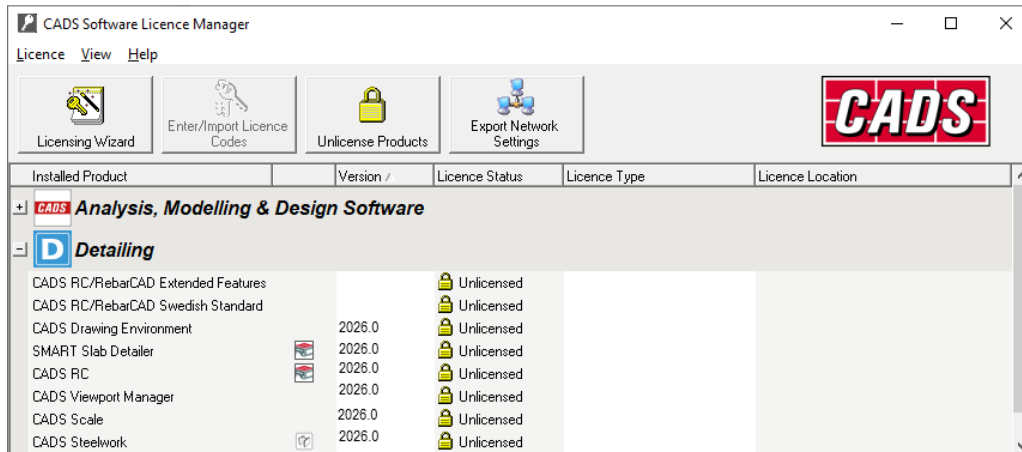 CADS Software Licence Manager
Licence View Help
Licensing Wizard
Enter/Import Licence
Codes
Unlicense Products
Export Network
Settings
CADS
Installed Product Version Licence Status Licence Type Licence Location
CADS Analysis, Modelling & Design Software
D Detailing
CADS RC/RebarCAD Extended Features Unlicensed
CADS RC/RebarCAD Swedish Standard Unlicensed
CADS Drawing Environment 2026.0 Unlicensed
SMART Slab Detailer 2026.0 Unlicensed
CADS RC 2026.0 Unlicensed
CADS Viewport Manager 2026.0 Unlicensed
CADS Scale 2026.0 Unlicensed
CADS Steelwork 2026.0 Unlicensed